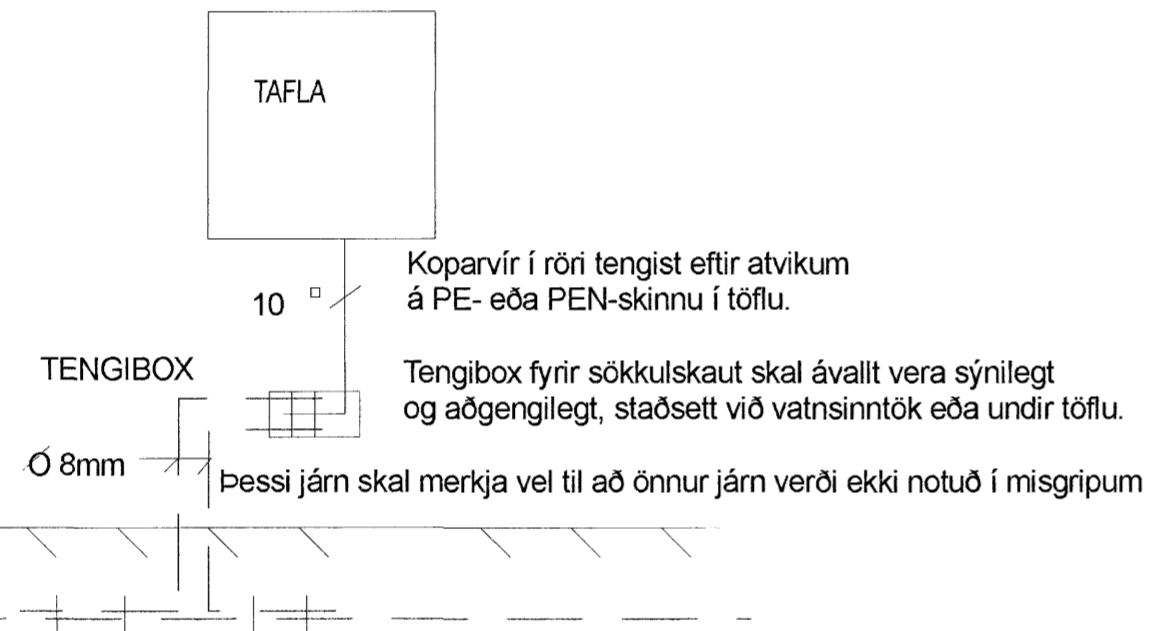 TAFLA
Koparvír í röri tengist eftir atvikum
á PE- eða PEN-skinnu í töflu.
10 □
TENGIBOX
Tengibox fyrir sökkulskaut skal ávallt vera sýnilegt
og aðgengilegt, staðsett við vatnsinntök eða undir töflu.
Ó 8mm
Þessi járn skal merkja vel til að önnur járn verði ekki notuð í misgripum